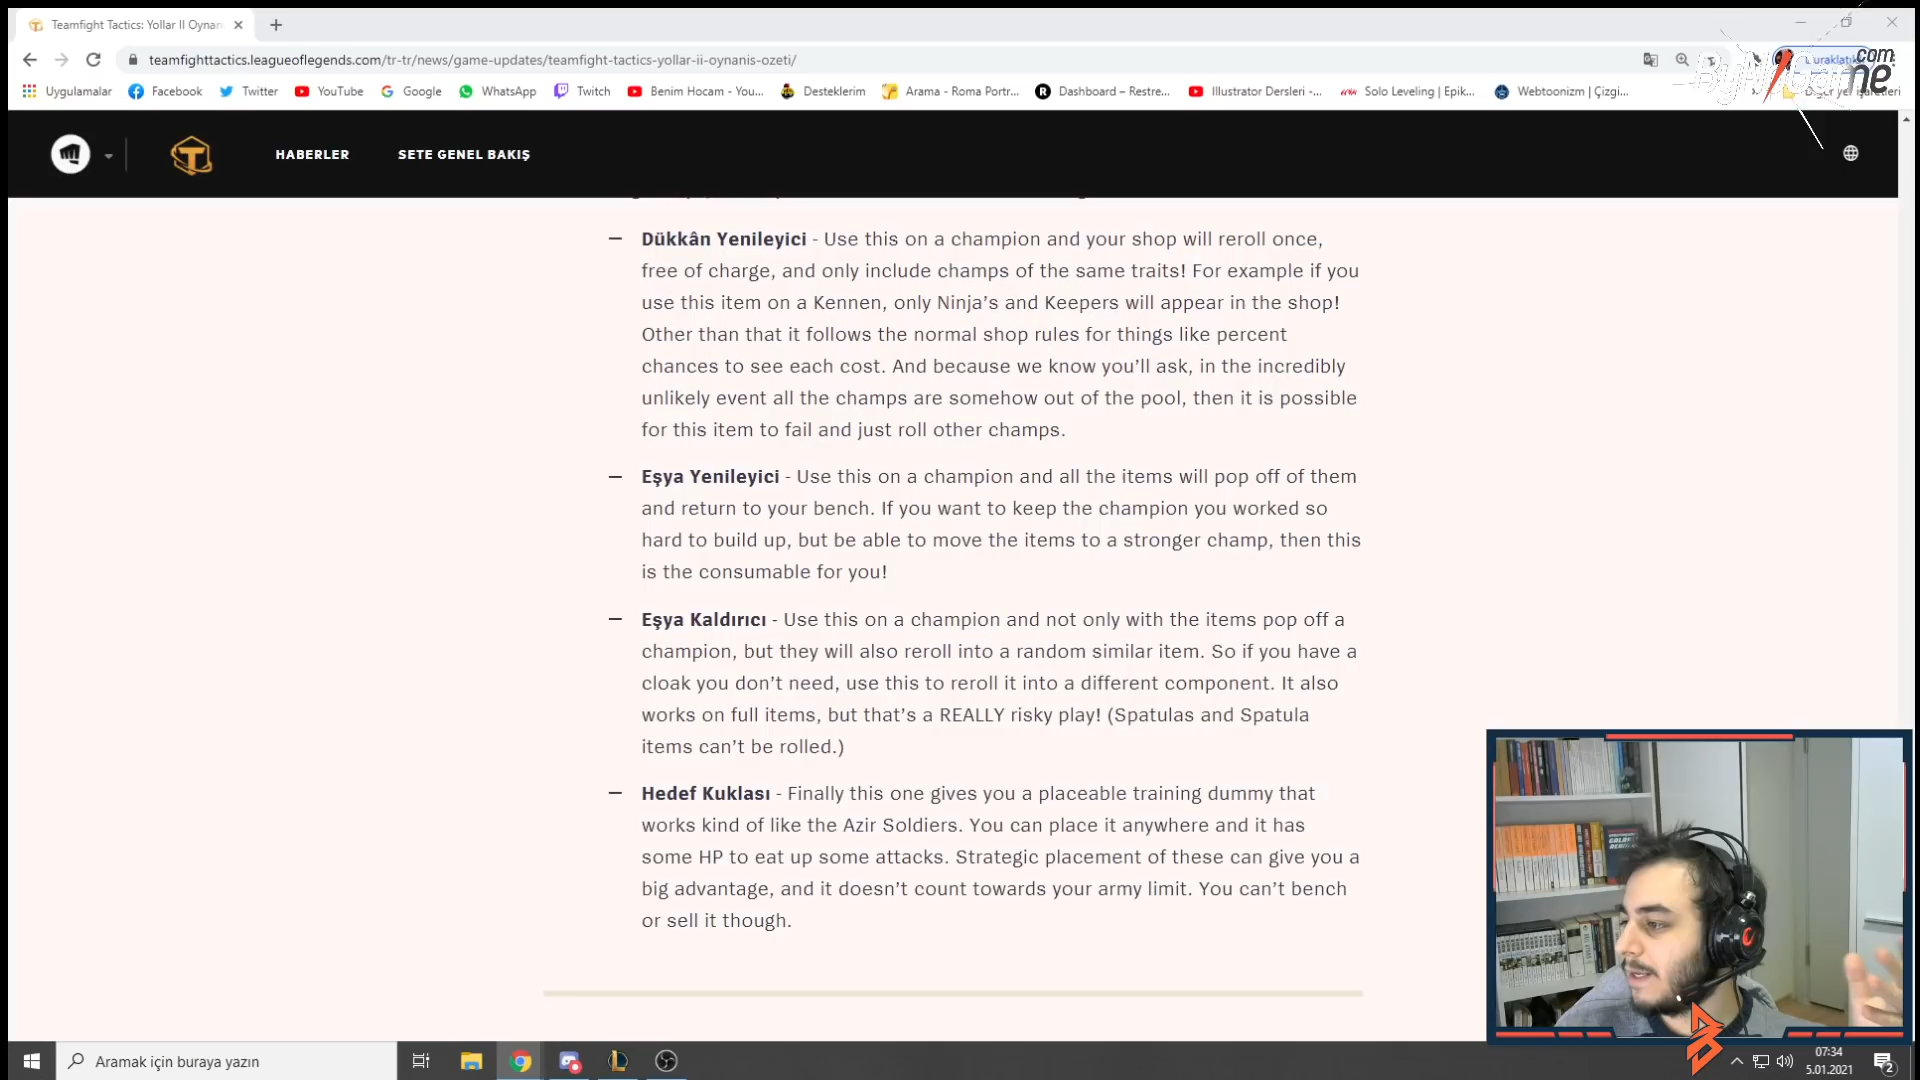 Teamfight Tactics: Yollar II Oynan
teamfighttactics.leagueoflegends.com/tr-tr/news/game-updates/teamfight-tactics-yollar-ii-oynanis-ozeti/
Uygulamalar
Facebook
Twitter
YouTube
Google
WhatsApp
Twitch
Benim Hocam - You...
Desteklerim
Arama - Roma Portr...
Dashboard – Restre...
Illustrator Dersleri -...
Solo Leveling | Epik...
Webtoonizm | Çizgi...
Diğer yer işaretleri
.com
HABERLER
SETE GENEL BAKIŞ
— Dükkân Yenileyici - Use this on a champion and your shop will reroll once,
free of charge, and only include champs of the same traits! For example if you
use this item on a Kennen, only Ninja’s and Keepers will appear in the shop!
Other than that it follows the normal shop rules for things like percent
chances to see each cost. And because we know you’ll ask, in the incredibly
unlikely event all the champs are somehow out of the pool, then it is possible
for this item to fail and just roll other champs.
— Eşya Yenileyici - Use this on a champion and all the items will pop off of them
and return to your bench. If you want to keep the champion you worked so
hard to build up, but be able to move the items to a stronger champ, then this
is the consumable for you!
— Eşya Kaldırıcı - Use this on a champion and not only with the items pop off a
champion, but they will also reroll into a random similar item. So if you have a
cloak you don’t need, use this to reroll it into a different component. It also
works on full items, but that’s a REALLY risky play! (Spatulas and Spatula
items can’t be rolled.)
— Hedef Kuklası - Finally this one gives you a placeable training dummy that
works kind of like the Azir Soldiers. You can place it anywhere and it has
some HP to eat up some attacks. Strategic placement of these can give you a
big advantage, and it doesn’t count towards your army limit. You can’t bench
or sell it though.
Aramak için buraya yazın
07:34
5.01.2021
2